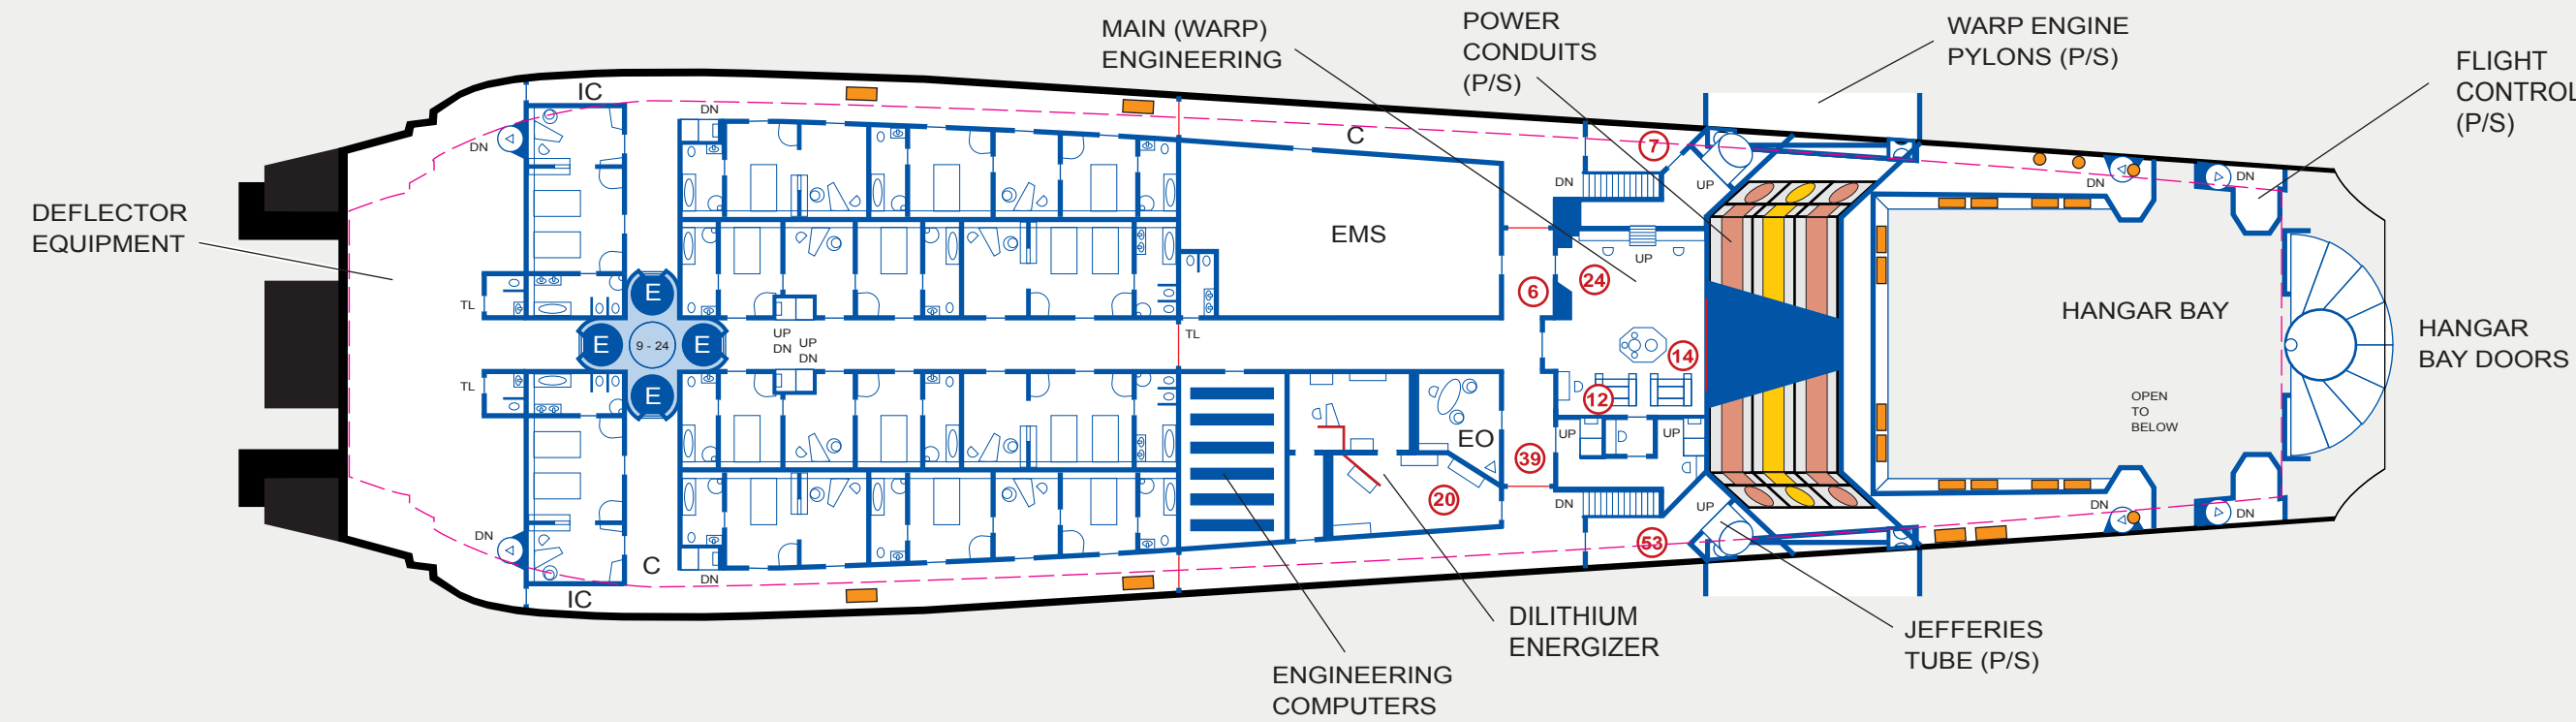 MAIN (WARP)
ENGINEERING
POWER
CONDUITS
(P/S)
WARP ENGINE
PYLONS (P/S)
FLIGHT
CONTROL
(P/S)
DEFLECTOR
EQUIPMENT
IC
DN
DN
C
7
DN
UP
DN
DN
EMS
UP
24
6
TL
E
E
9 - 24
E
E
UP
DN
UP
DN
TL
14
12
HANGAR BAY
HANGAR
BAY DOORS
OPEN
TO
BELOW
TL
EO
UP
UP
39
20
DN
UP
53
DN
DN
DN
C
DN
IC
DILITHIUM
ENERGIZER
JEFFERIES
TUBE (P/S)
ENGINEERING
COMPUTERS